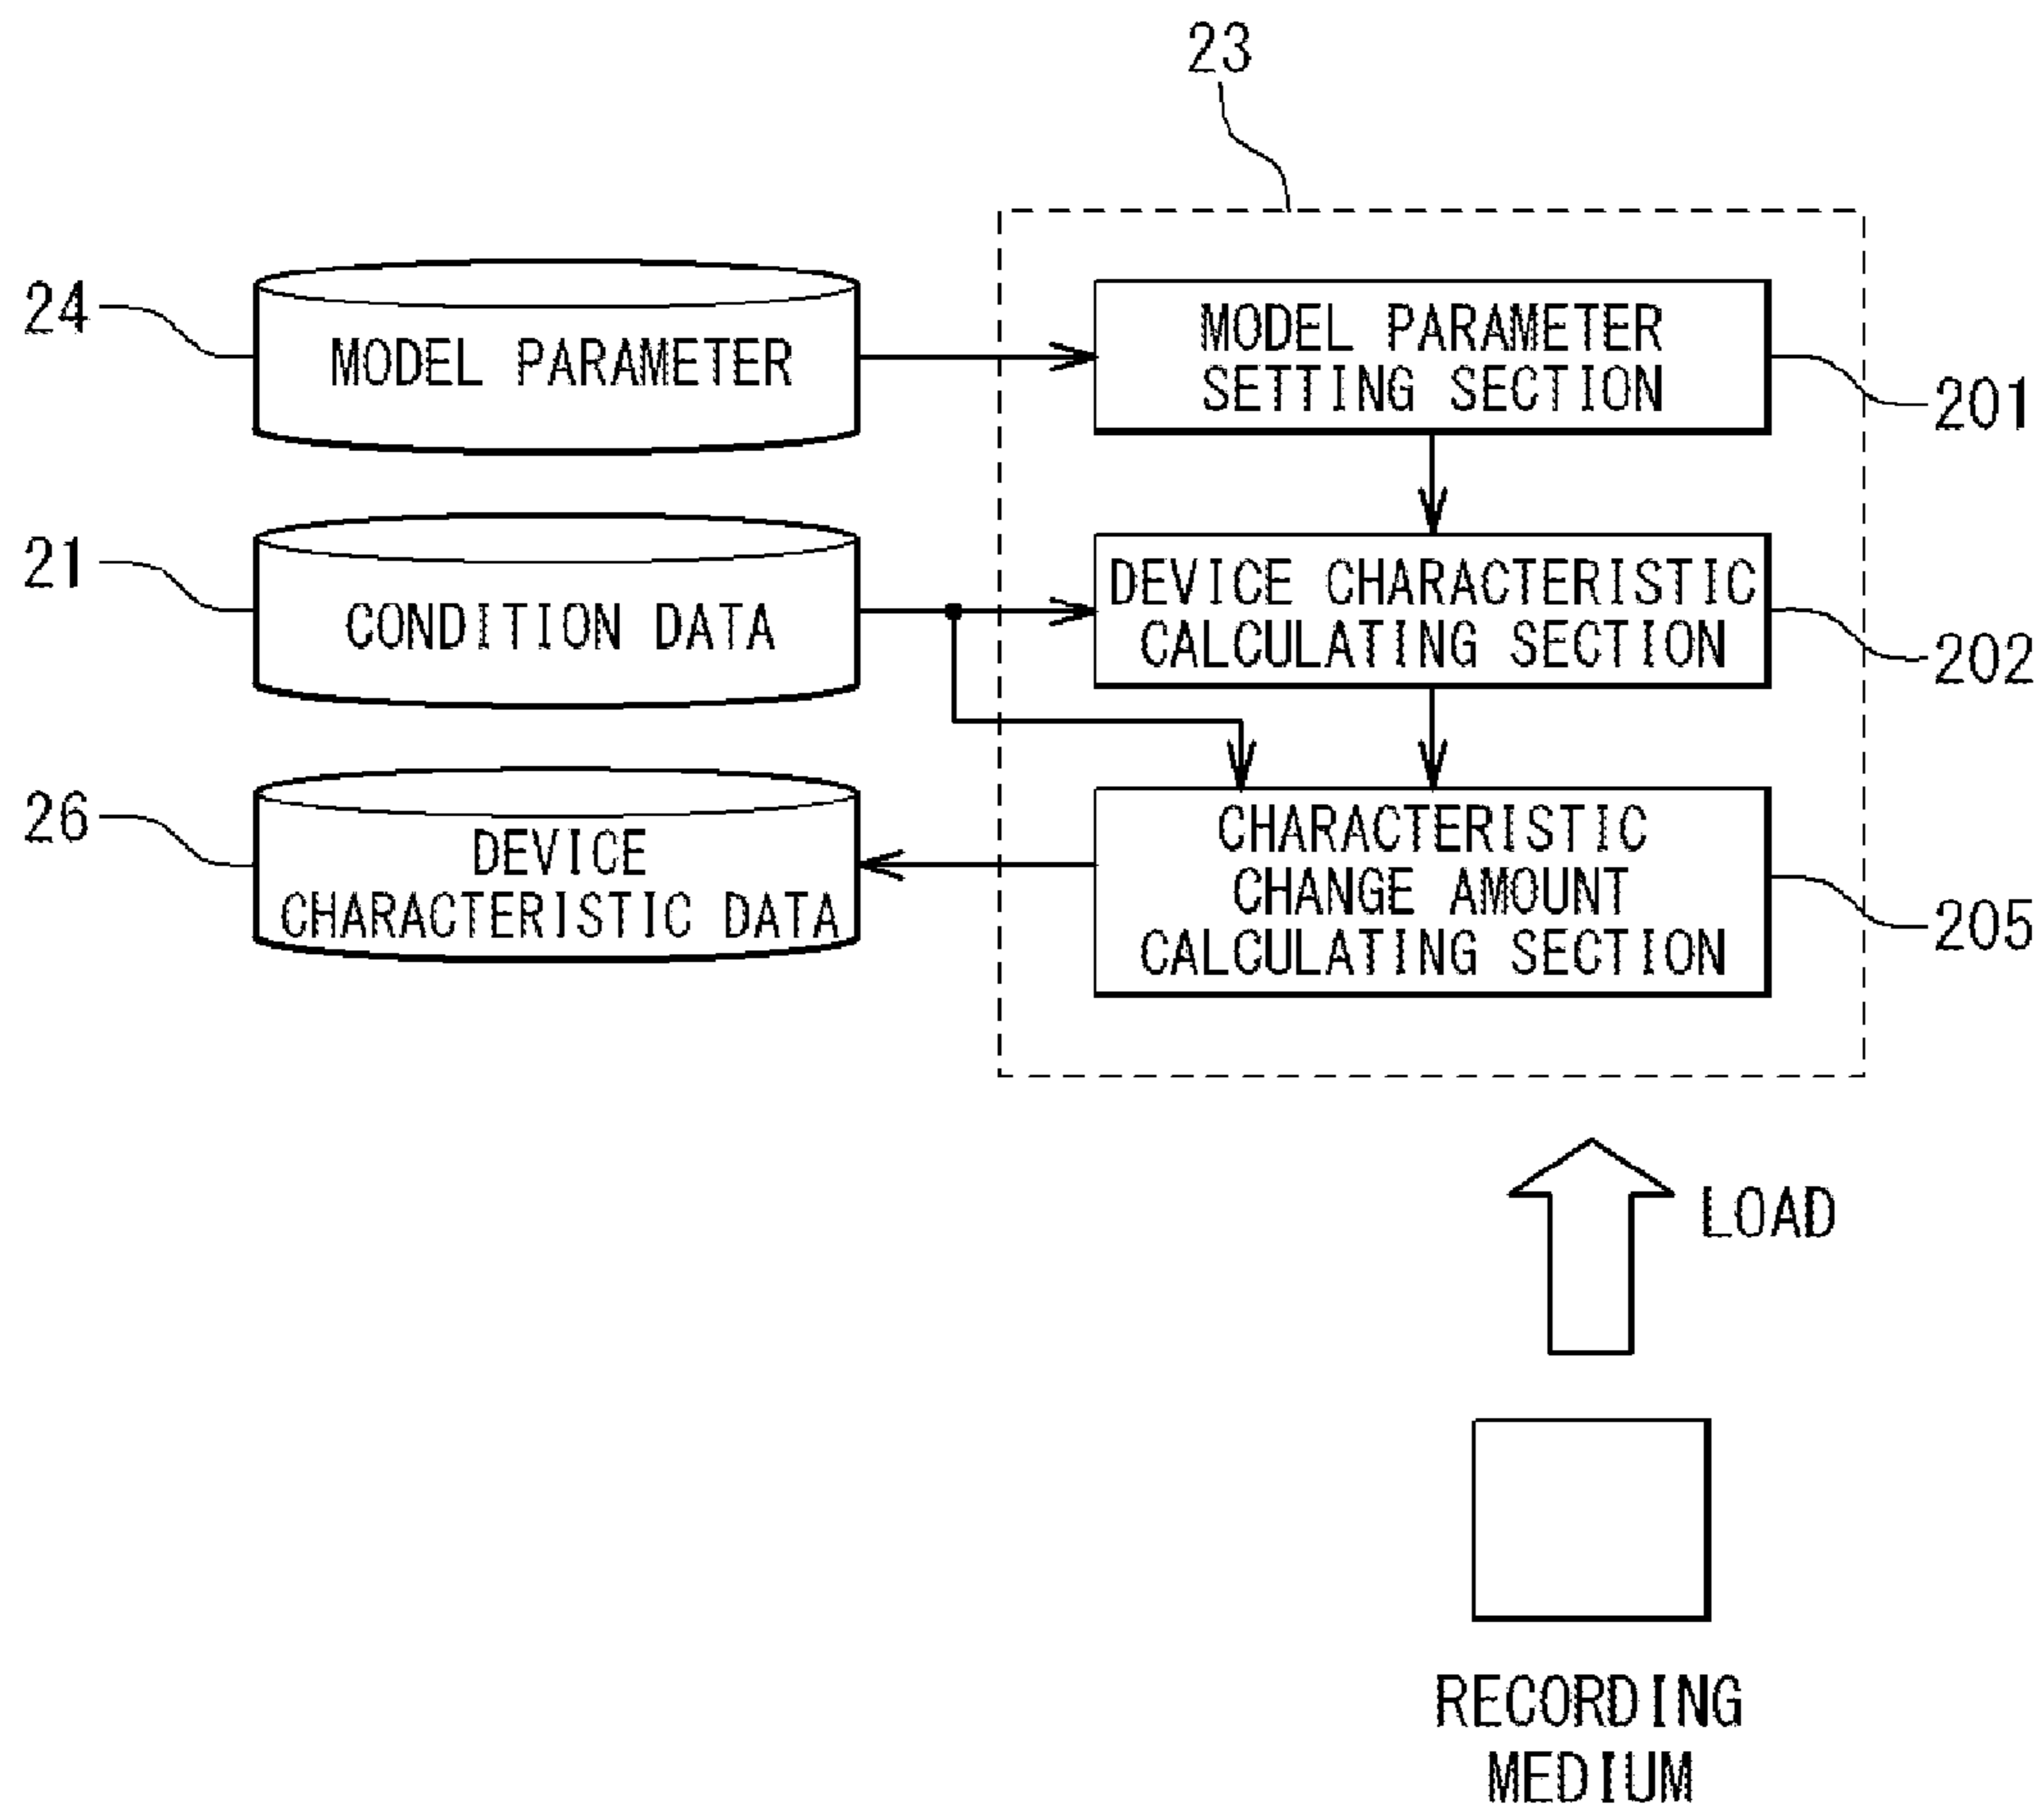 23
24
MODEL PARAMETER
MODEL PARAMETER
SETTING SECTION
201
21
CONDITION DATA
DEVICE CHARACTERISTIC
CALCULATING SECTION
202
26
DEVICE
CHARACTERISTIC DATA
CHARACTERISTIC
CHANGE AMOUNT
CALCULATING SECTION
205
LOAD
RECORDING
MEDIUM